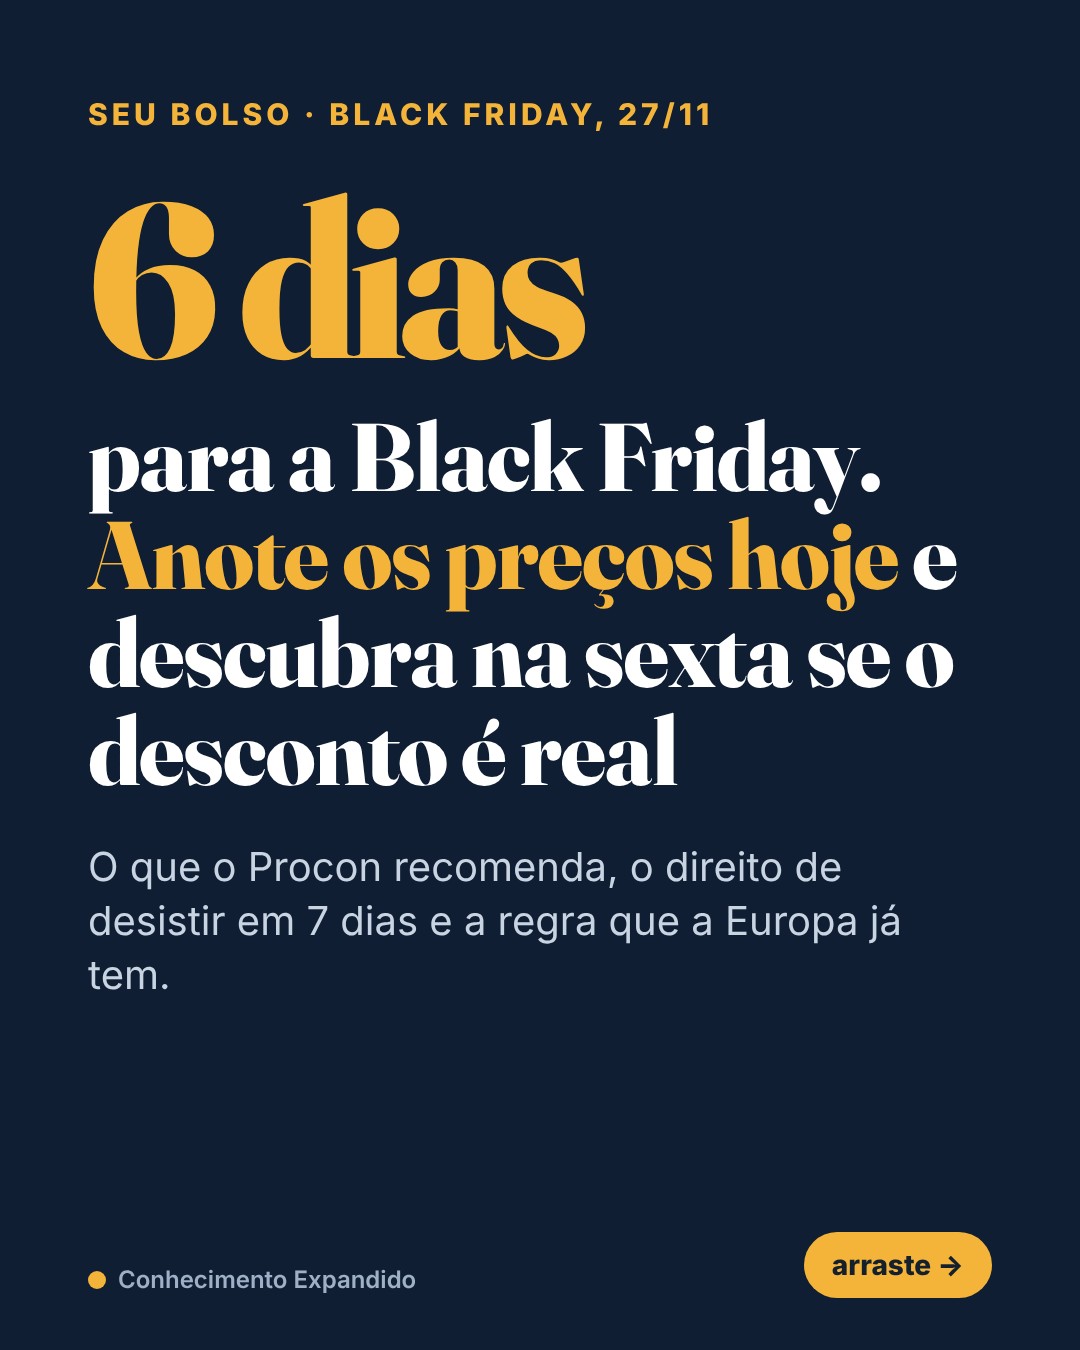 SEU BOLSO · BLACK FRIDAY, 27/11
6 dias
para a Black Friday.
Anote os preços hoje e
descubra na sexta se o
desconto é real
O que o Procon recomenda, o direito de
desistir em 7 dias e a regra que a Europa já
tem.
Conhecimento Expandido
arraste →